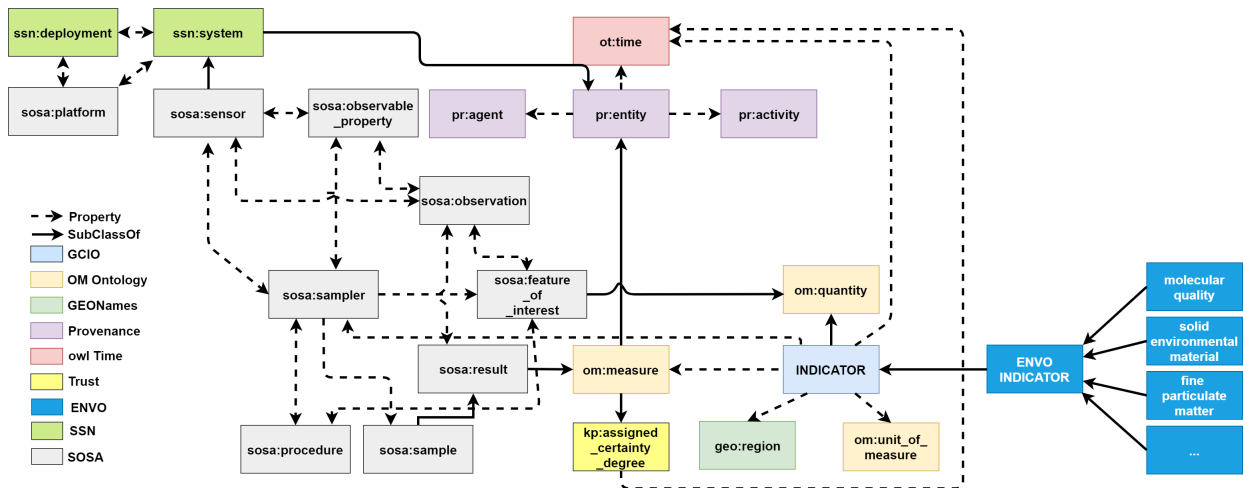 ssn:deployment
ssn:system
ot:time
sosa:platform
sosa:sensor
sosa:observable
_property
pr:agent
pr:entity
pr:activity
sosa:observation
Property
SubClassOf
GCIO
OM Ontology
GEONames
Provenance
owl Time
Trust
ENVO
SSN
SOSA
sosa:sampler
sosa:feature
_of
_interest
om:quantity
sosa:result
om:measure
INDICATOR
ENVO
INDICATOR
molecular
quality
solid
environmental
material
fine
particulate
matter
...
sosa:procedure
sosa:sample
kp:assigned
_certainty
_degree
geo:region
om:unit_of_
measure